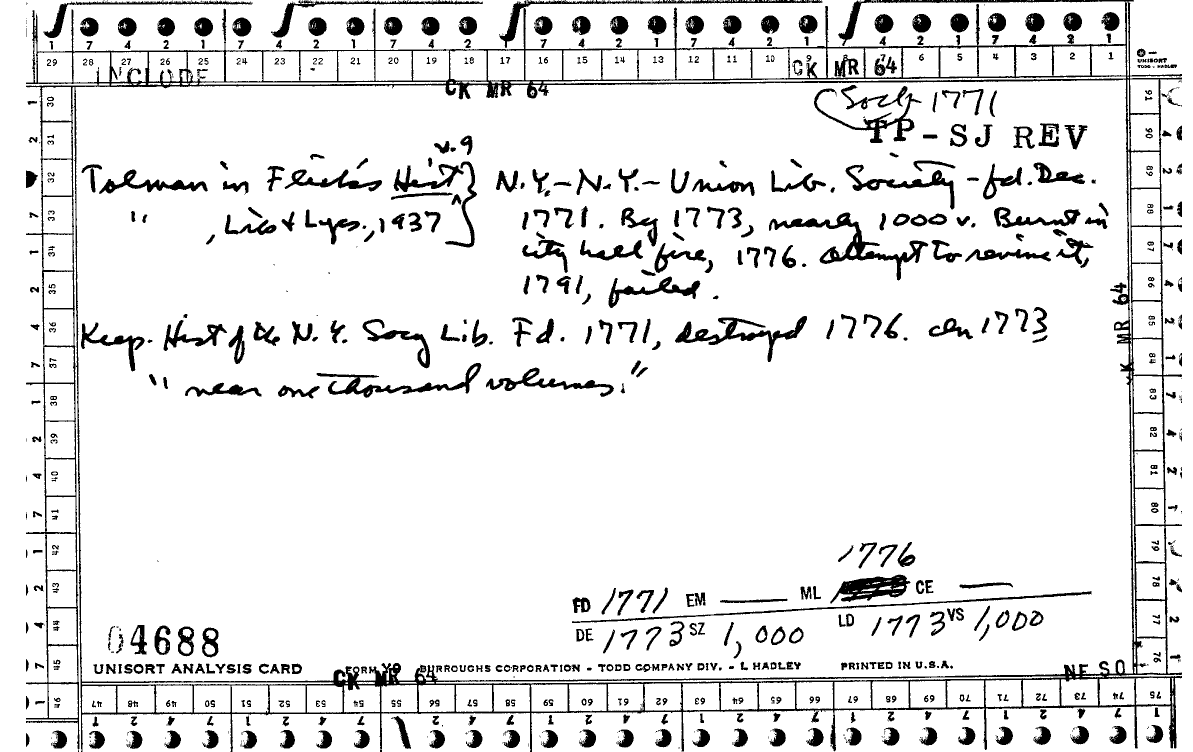 7 4 2 1 7 4 2 1 7 4 2 1 7 4 2 1 7 4 2 1 7 4 2 1 7 4 2 1
29 28 27 26 25 24 23 22 21 20 19 18 17 16 15 14 13 12 11 10 9 8 7 6 5 4 3 2 1
UNISORT
TODD - HADLEY
INCLUDE
CK MR 64
CK MR 64
Socy 1771
TP - SJ REV
v. 9
Tolman in Flick's Hist } N.Y.-N.Y.- Union Lib. Society - fd. Dec.
" , Libs & Lycs., 1937 1771. By 1773, nearly 1000 v. Burnt in
city hall fire, 1776. Attempt to revive it,
1791, failed.
Keep. Hist of the N.Y. Socy Lib. Fd. 1771, destroyed 1776. In 1773
"near one thousand volumes."
CK MR 64
1776
FD 1771 EM — ML CE —
DE 1773 SZ 1,000 LD 1773 VS 1,000
04688
UNISORT ANALYSIS CARD FORM Y9 BURROUGHS CORPORATION - TODD COMPANY DIV. - L HADLEY PRINTED IN U.S.A.
CK MR 64
NF SO
30 31 32 33 34 35 36 37 38 39 40 41 42 43 44 45 46
91 90 89 88 87 86 85 84 83 82 81 80 79 78 77 76
47 48 49 50 51 52 53 54 55 56 57 58 59 60 61 62 63 64 65 66 67 68 69 70 71 72 73 74 75